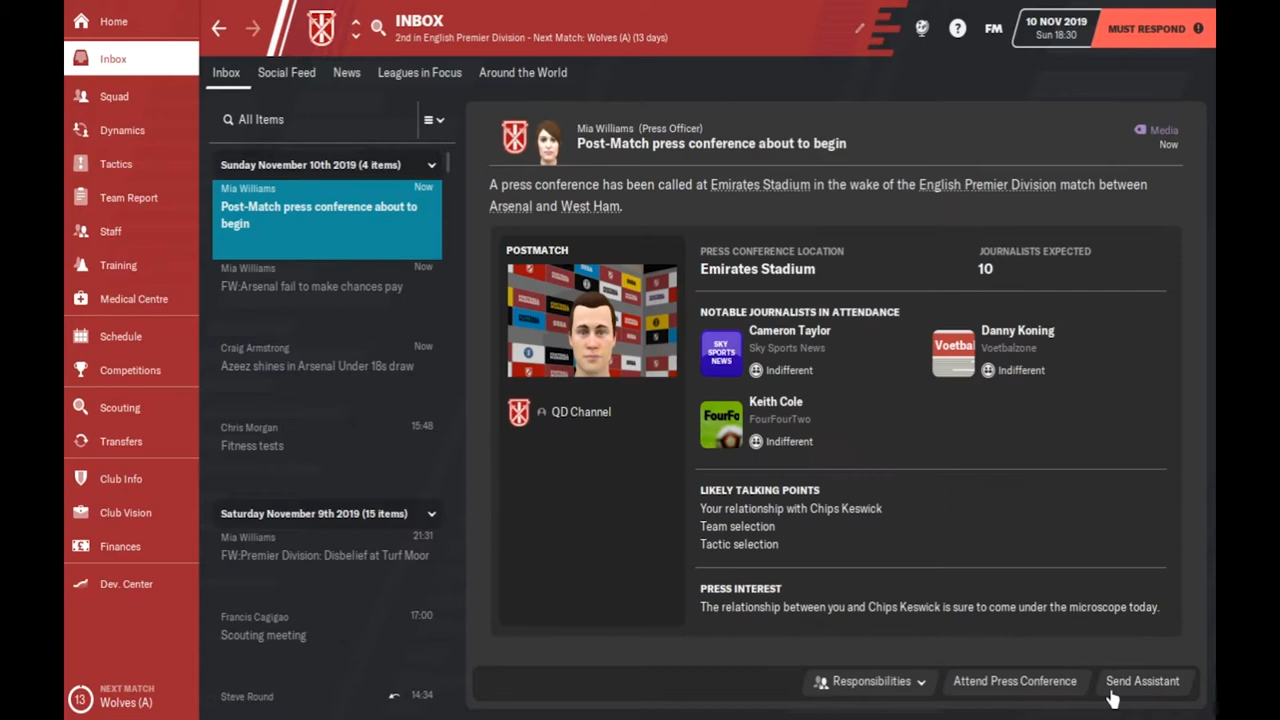 Home
Inbox
Squad
Dynamics
Tactics
Team Report
Staff
Training
Medical Centre
Schedule
Competitions
Scouting
Transfers
Club Info
Club Vision
Finances
Dev. Center
13
NEXT MATCH
Wolves (A)
INBOX
2nd in English Premier Division - Next Match: Wolves (A) (13 days)
?
FM
10 NOV 2019
Sun 18:30
MUST RESPOND
Inbox
Social Feed
News
Leagues in Focus
Around the World
All Items
Sunday November 10th 2019 (4 items)
Mia Williams Now
Post-Match press conference about to
begin
Mia Williams Now
FW:Arsenal fail to make chances pay
Craig Armstrong Now
Azeez shines in Arsenal Under 18s draw
Chris Morgan 15:48
Fitness tests
Saturday November 9th 2019 (15 items)
Mia Williams 21:31
FW:Premier Division: Disbelief at Turf Moor
Francis Cagigao 17:00
Scouting meeting
Steve Round 14:34
Mia Williams (Press Officer)
Post-Match press conference about to begin
Media
Now
A press conference has been called at Emirates Stadium in the wake of the English Premier Division match between
Arsenal and West Ham.
POSTMATCH
QD Channel
PRESS CONFERENCE LOCATION
Emirates Stadium
JOURNALISTS EXPECTED
10
NOTABLE JOURNALISTS IN ATTENDANCE
SKY
SPORTS
NEWS
Cameron Taylor
Sky Sports News
Indifferent
Voetbal
Danny Koning
Voetbalzone
Indifferent
FourFo
Keith Cole
FourFourTwo
Indifferent
LIKELY TALKING POINTS
Your relationship with Chips Keswick
Team selection
Tactic selection
PRESS INTEREST
The relationship between you and Chips Keswick is sure to come under the microscope today.
Responsibilities
Attend Press Conference
Send Assistant